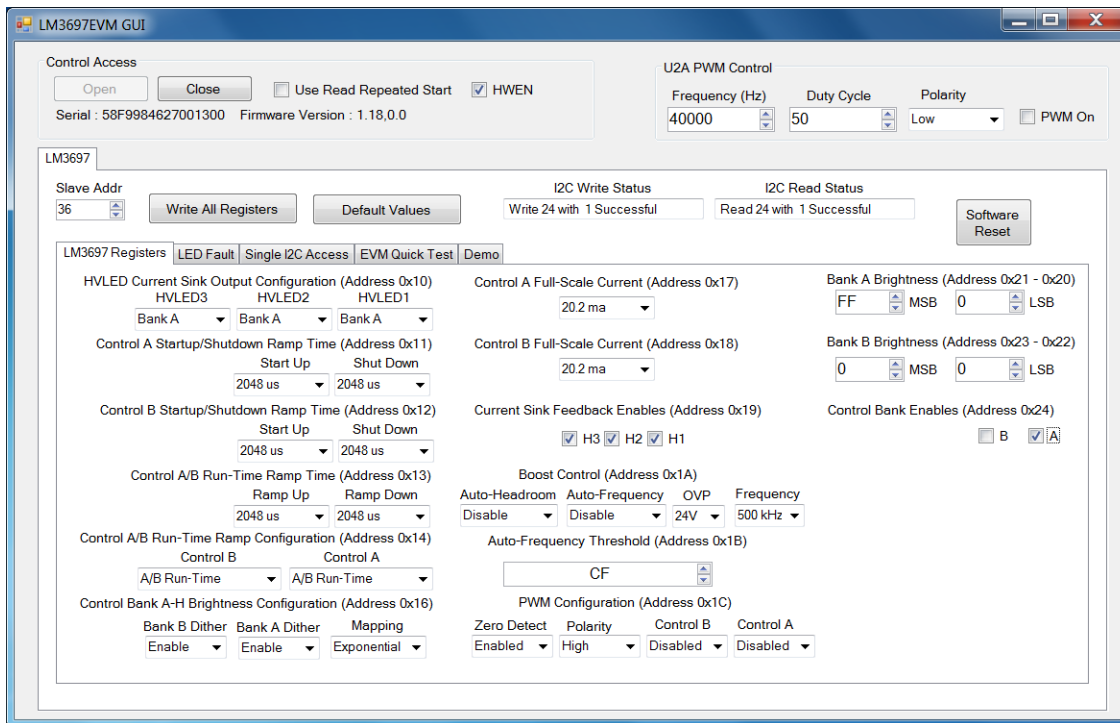 LM3697EVM GUI
Control Access
Open Close Use Read Repeated Start HWEN
Serial : 58F9984627001300 Firmware Version : 1.18,0.0
U2A PWM Control
Frequency (Hz) Duty Cycle Polarity
40000 50 Low PWM On
LM3697
Slave Addr I2C Write Status I2C Read Status
36 Write All Registers Default Values Write 24 with 1 Successful Read 24 with 1 Successful Software Reset
LM3697 Registers LED Fault Single I2C Access EVM Quick Test Demo
HVLED Current Sink Output Configuration (Address 0x10)
HVLED3 HVLED2 HVLED1
Bank A Bank A Bank A
Control A Startup/Shutdown Ramp Time (Address 0x11)
Start Up Shut Down
2048 us 2048 us
Control B Startup/Shutdown Ramp Time (Address 0x12)
Start Up Shut Down
2048 us 2048 us
Control A/B Run-Time Ramp Time (Address 0x13)
Ramp Up Ramp Down
2048 us 2048 us
Control A/B Run-Time Ramp Configuration (Address 0x14)
Control B Control A
A/B Run-Time A/B Run-Time
Control Bank A-H Brightness Configuration (Address 0x16)
Bank B Dither Bank A Dither Mapping
Enable Enable Exponential
Control A Full-Scale Current (Address 0x17)
20.2 ma
Control B Full-Scale Current (Address 0x18)
20.2 ma
Current Sink Feedback Enables (Address 0x19)
H3 H2 H1
Boost Control (Address 0x1A)
Auto-Headroom Auto-Frequency OVP Frequency
Disable Disable 24V 500 kHz
Auto-Frequency Threshold (Address 0x1B)
CF
PWM Configuration (Address 0x1C)
Zero Detect Polarity Control B Control A
Enabled High Disabled Disabled
Bank A Brightness (Address 0x21 - 0x20)
FF MSB 0 LSB
Bank B Brightness (Address 0x23 - 0x22)
0 MSB 0 LSB
Control Bank Enables (Address 0x24)
B A